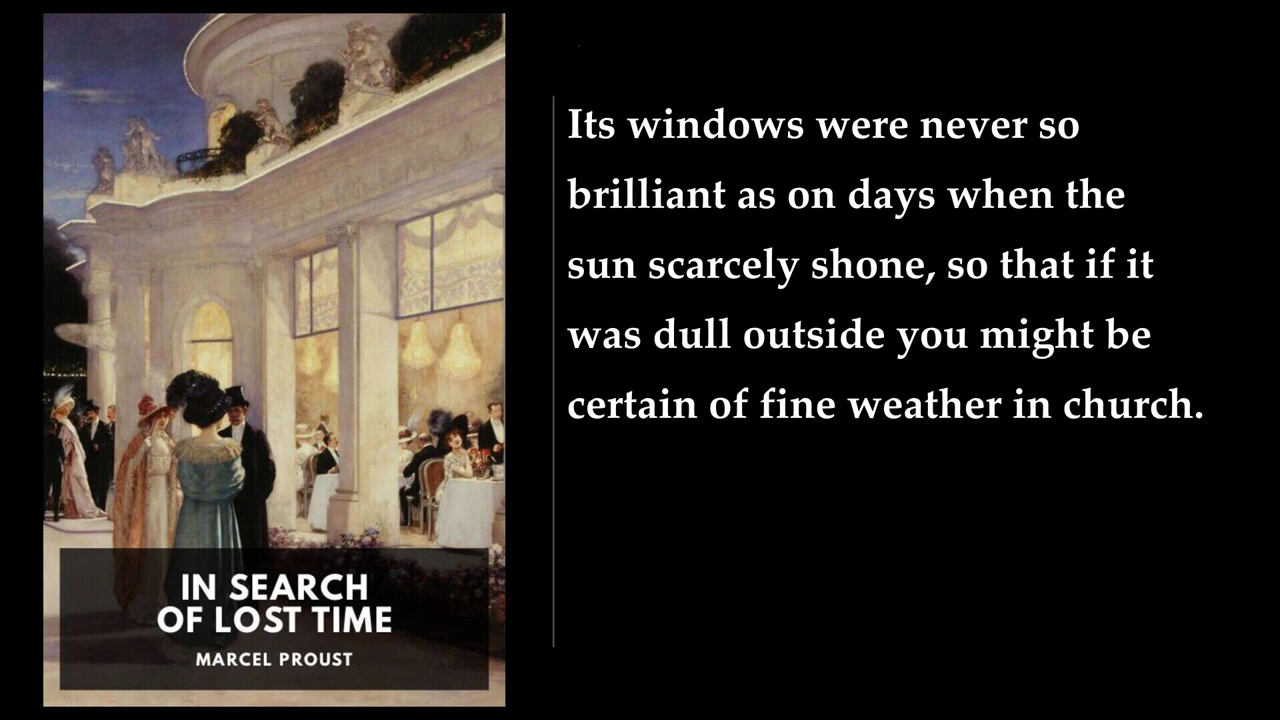 Its windows were never so
brilliant as on days when the
sun scarcely shone, so that if it
was dull outside you might be
certain of fine weather in church.
IN SEARCH
OF LOST TIME
MARCEL PROUST